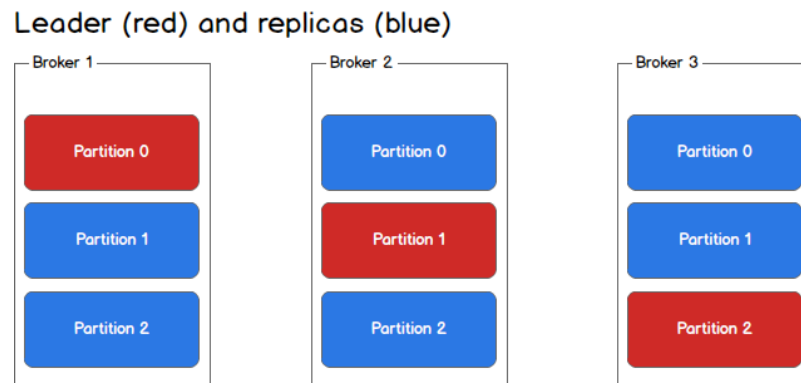 Leader (red) and replicas (blue)
Broker 1
Broker 2
Broker 3
Partition 0
Partition 0
Partition 0
Partition 1
Partition 1
Partition 1
Partition 2
Partition 2
Partition 2